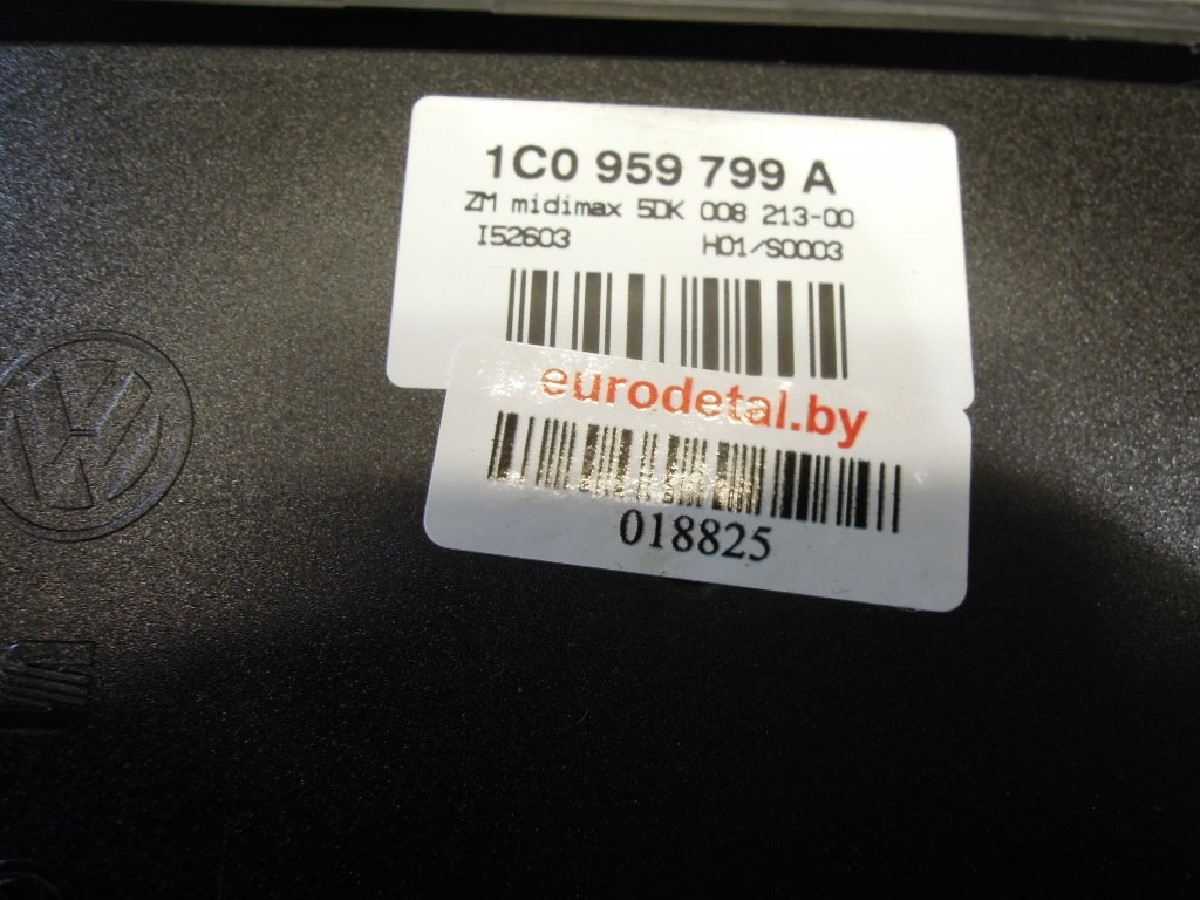 1C0 959 799 A
ZM midimax 5DK 008 213-00
I52603 H01/S0003
eurodetal.by
018825